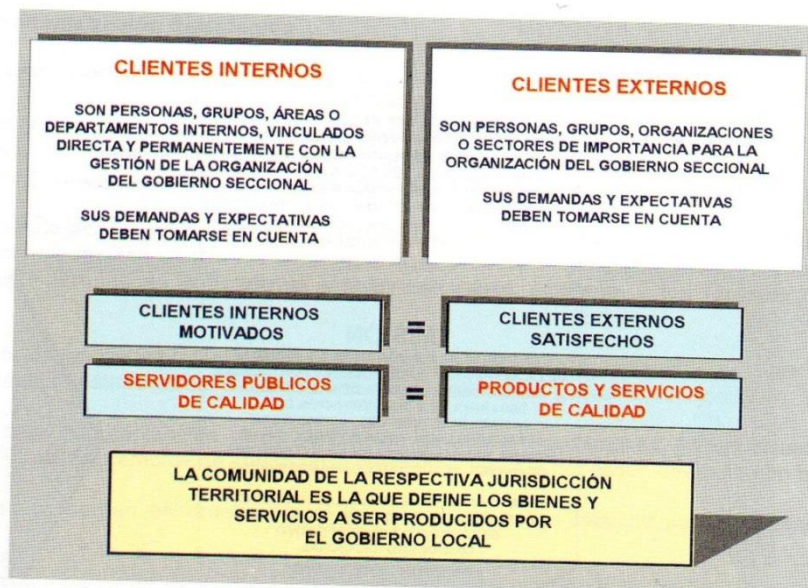 CLIENTES INTERNOS
SON PERSONAS, GRUPOS, ÁREAS O
DEPARTAMENTOS INTERNOS, VINCULADOS
DIRECTA Y PERMANENTEMENTE CON LA
GESTIÓN DE LA ORGANIZACIÓN
DEL GOBIERNO SECCIONAL
SUS DEMANDAS Y EXPECTATIVAS
DEBEN TOMARSE EN CUENTA
CLIENTES EXTERNOS
SON PERSONAS, GRUPOS, ORGANIZACIONES
O SECTORES DE IMPORTANCIA PARA LA
ORGANIZACIÓN DEL GOBIERNO SECCIONAL
SUS DEMANDAS Y EXPECTATIVAS
DEBEN TOMARSE EN CUENTA
CLIENTES INTERNOS
MOTIVADOS
=
CLIENTES EXTERNOS
SATISFECHOS
SERVIDORES PÚBLICOS
DE CALIDAD
=
PRODUCTOS Y SERVICIOS
DE CALIDAD
LA COMUNIDAD DE LA RESPECTIVA JURISDICCIÓN
TERRITORIAL ES LA QUE DEFINE LOS BIENES Y
SERVICIOS A SER PRODUCIDOS POR
EL GOBIERNO LOCAL